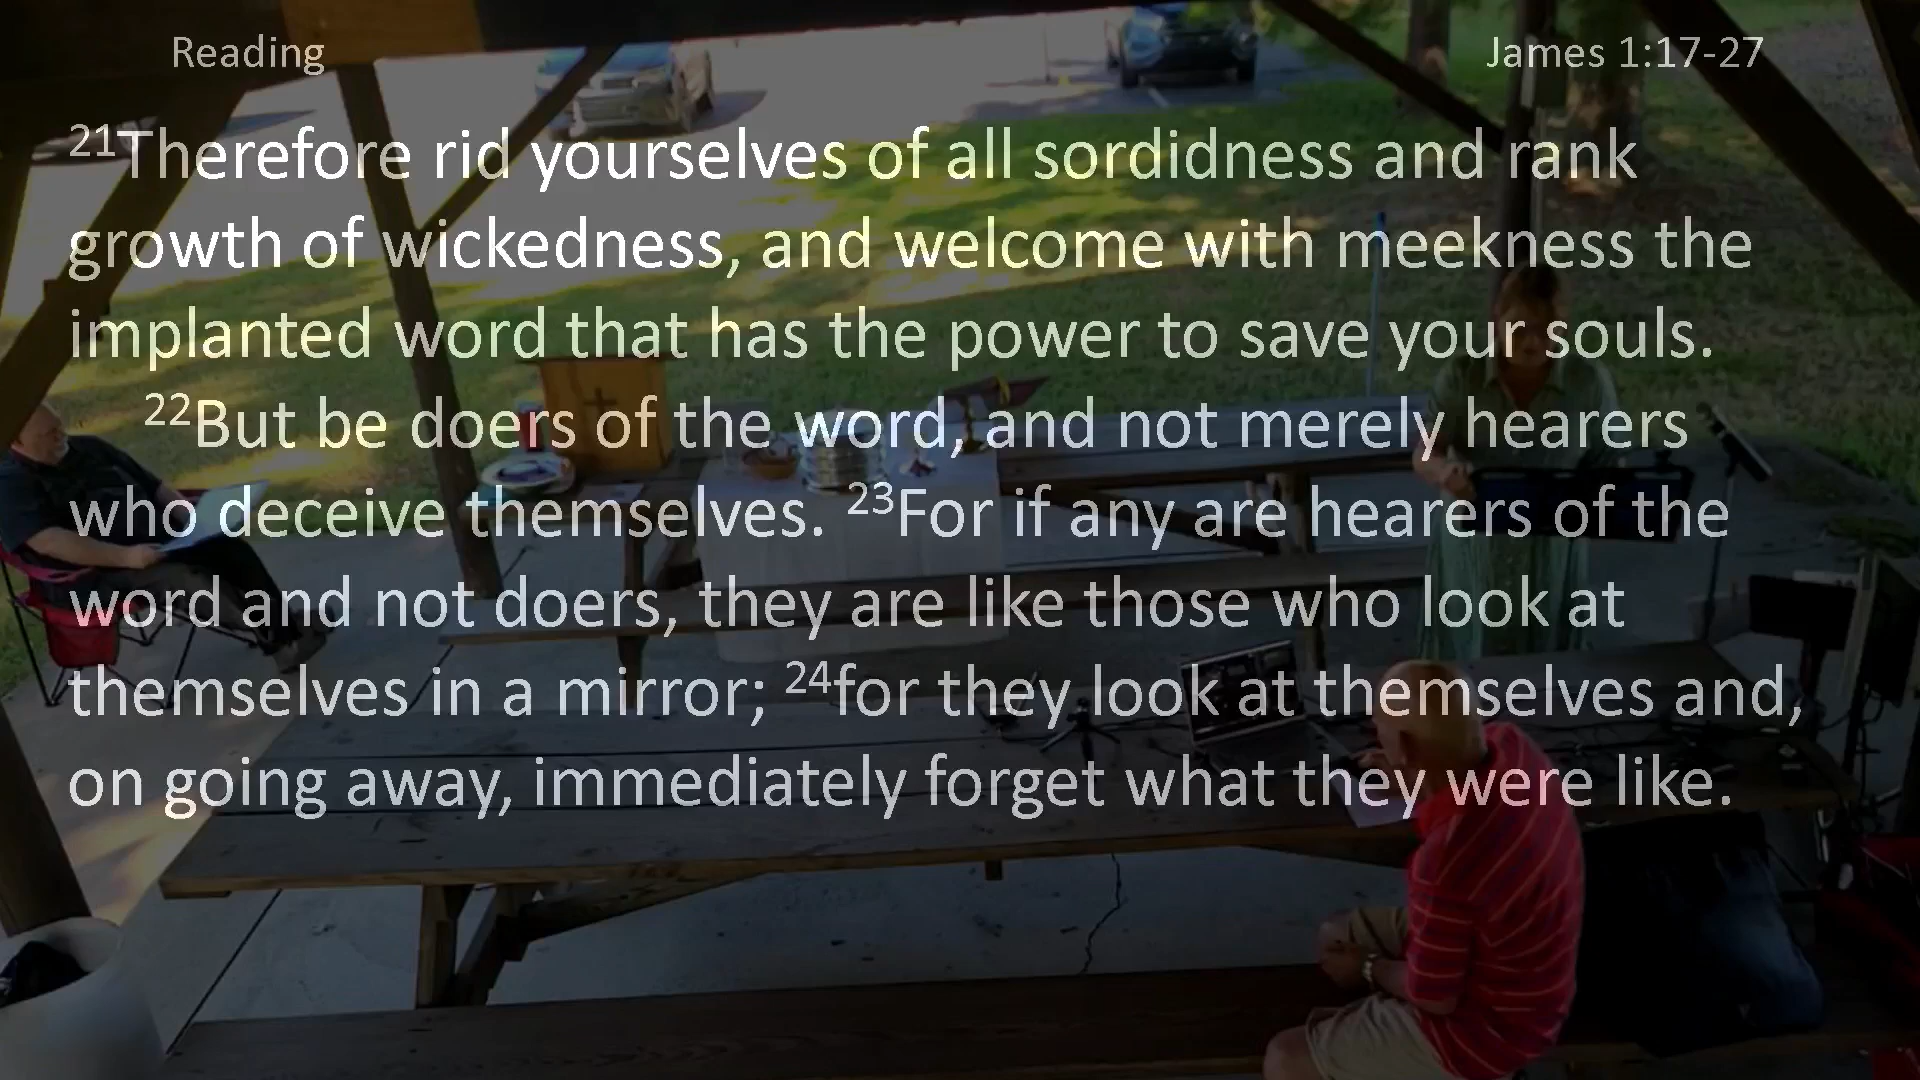 Reading
James 1:17-27
21Therefore rid yourselves of all sordidness and rank
growth of wickedness, and welcome with meekness the
implanted word that has the power to save your souls.
22But be doers of the word, and not merely hearers
who deceive themselves. 23For if any are hearers of the
word and not doers, they are like those who look at
themselves in a mirror; 24for they look at themselves and,
on going away, immediately forget what they were like.